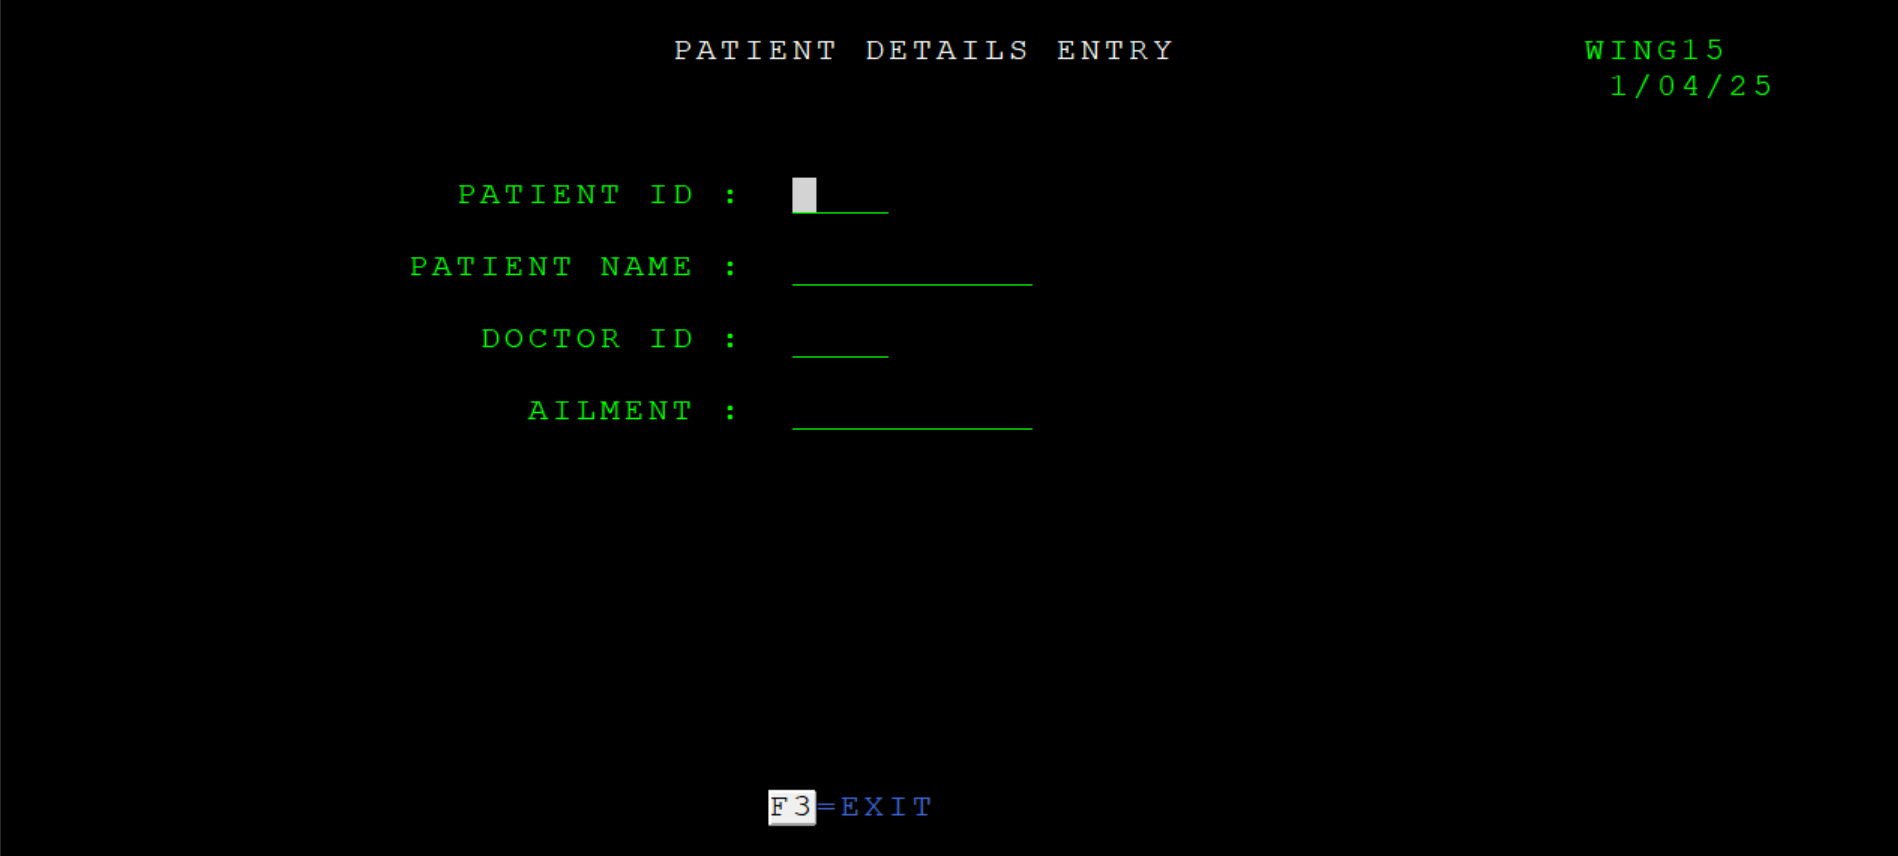 PATIENT DETAILS ENTRY WING15
1/04/25
PATIENT ID :
PATIENT NAME :
DOCTOR ID :
AILMENT :
F3=EXIT